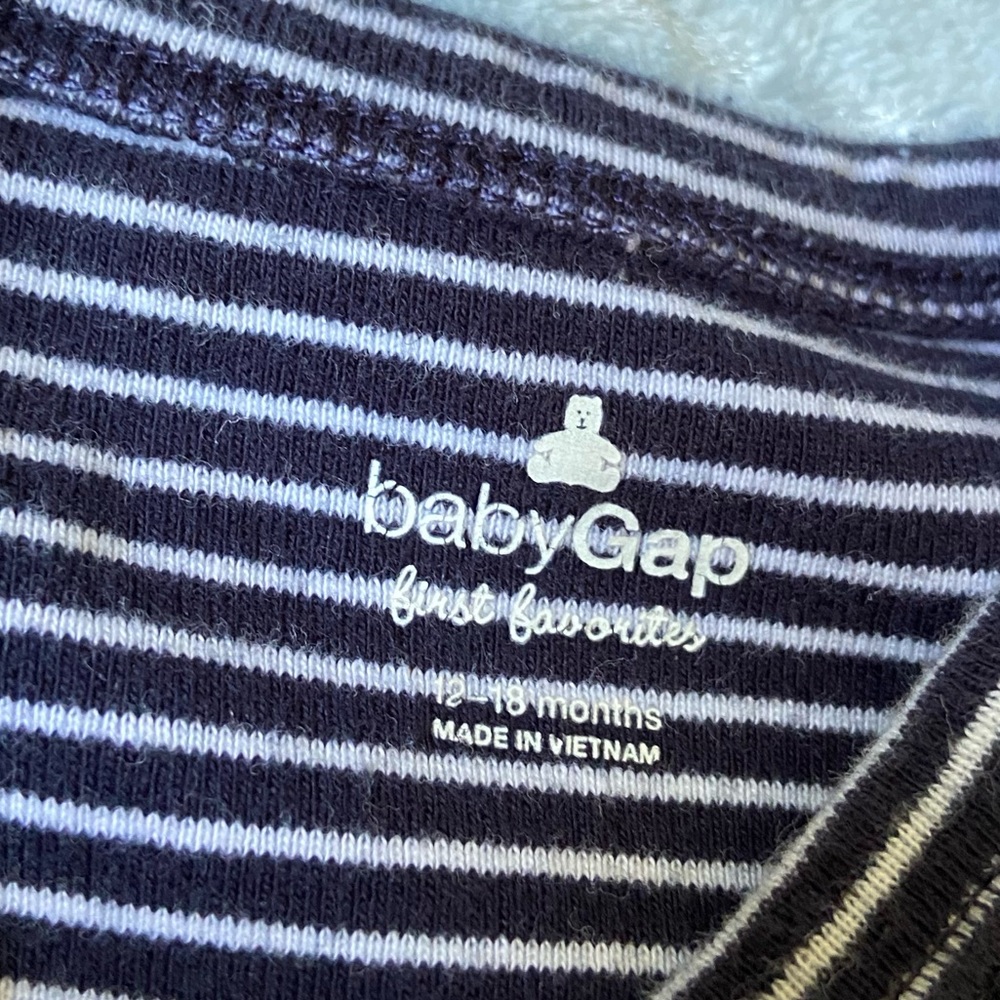 babyGap
first favorites
12–18 months
MADE IN VIETNAM